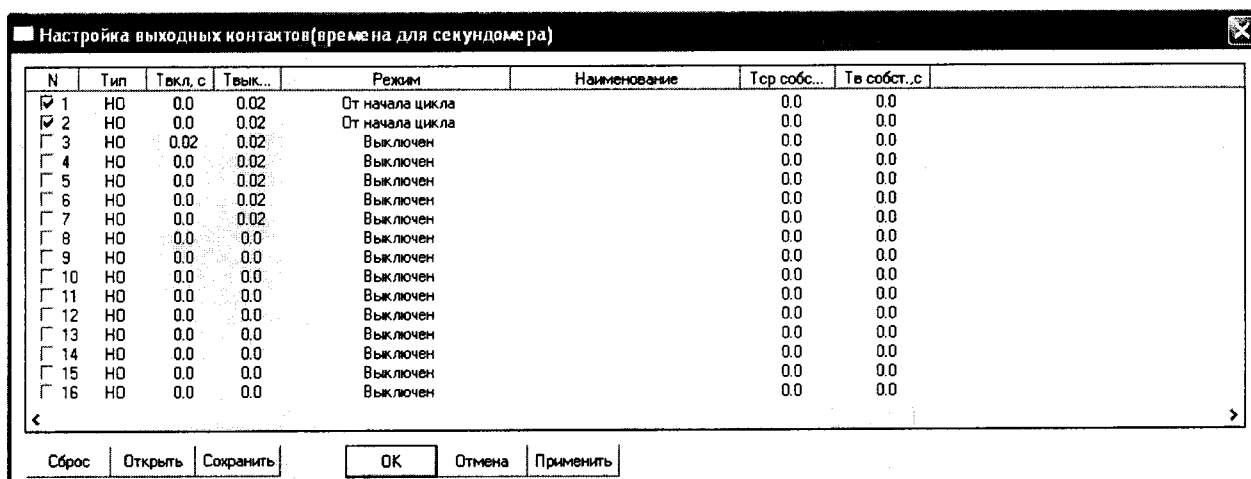 Настройка выходных контактов(времена для секундомера)
N Тип Tвкл, с Tвык... Режим Наименование Tср собс... Tв собст.,с
1 НО 0.0 0.02 От начала цикла 0.0 0.0
2 НО 0.0 0.02 От начала цикла 0.0 0.0
3 НО 0.02 0.02 Выключен 0.0 0.0
4 НО 0.0 0.02 Выключен 0.0 0.0
5 НО 0.0 0.02 Выключен 0.0 0.0
6 НО 0.0 0.02 Выключен 0.0 0.0
7 НО 0.0 0.02 Выключен 0.0 0.0
8 НО 0.0 0.0 Выключен 0.0 0.0
9 НО 0.0 0.0 Выключен 0.0 0.0
10 НО 0.0 0.0 Выключен 0.0 0.0
11 НО 0.0 0.0 Выключен 0.0 0.0
12 НО 0.0 0.0 Выключен 0.0 0.0
13 НО 0.0 0.0 Выключен 0.0 0.0
14 НО 0.0 0.0 Выключен 0.0 0.0
15 НО 0.0 0.0 Выключен 0.0 0.0
16 НО 0.0 0.0 Выключен 0.0 0.0
Сброс Открыть Сохранить OK Отмена Применить